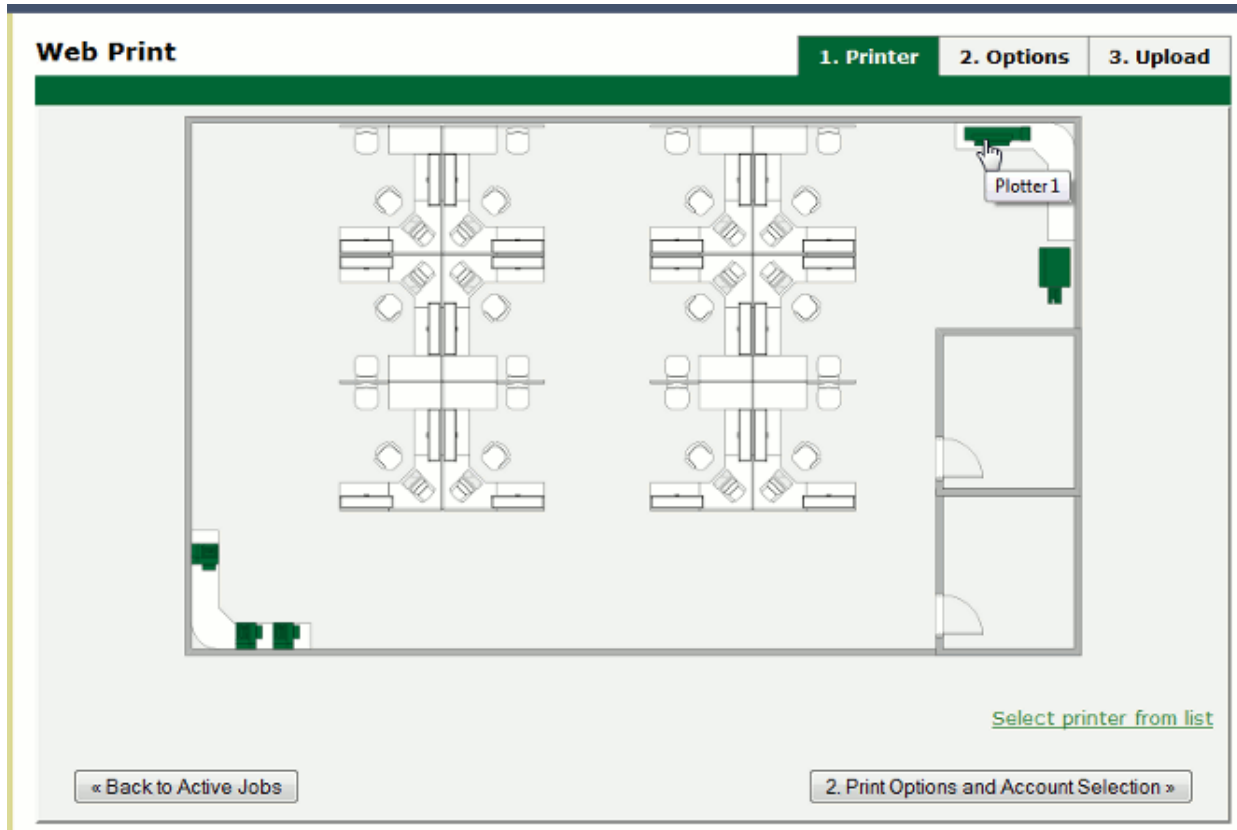 Web Print
1. Printer
2. Options
3. Upload
Plotter 1
Select printer from list
« Back to Active Jobs
2. Print Options and Account Selection »